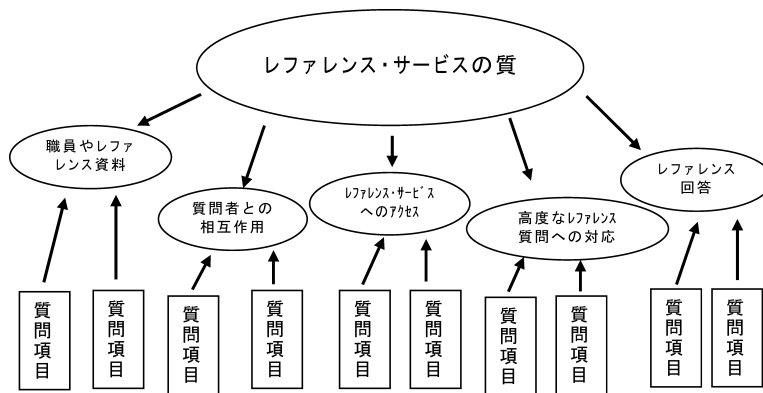 レファレンス・サービスの質
職員やレファ
レンス資料
質問者との
相互作用
ﾚﾌｧﾚﾝｽ･ｻｰﾋﾞｽ
へのｱｸｾｽ
高度なﾚﾌｧﾚﾝｽ
質問への対応
レファレンス
回答
質問項目
質問項目
質問項目
質問項目
質問項目
質問項目
質問項目
質問項目
質問項目
質問項目